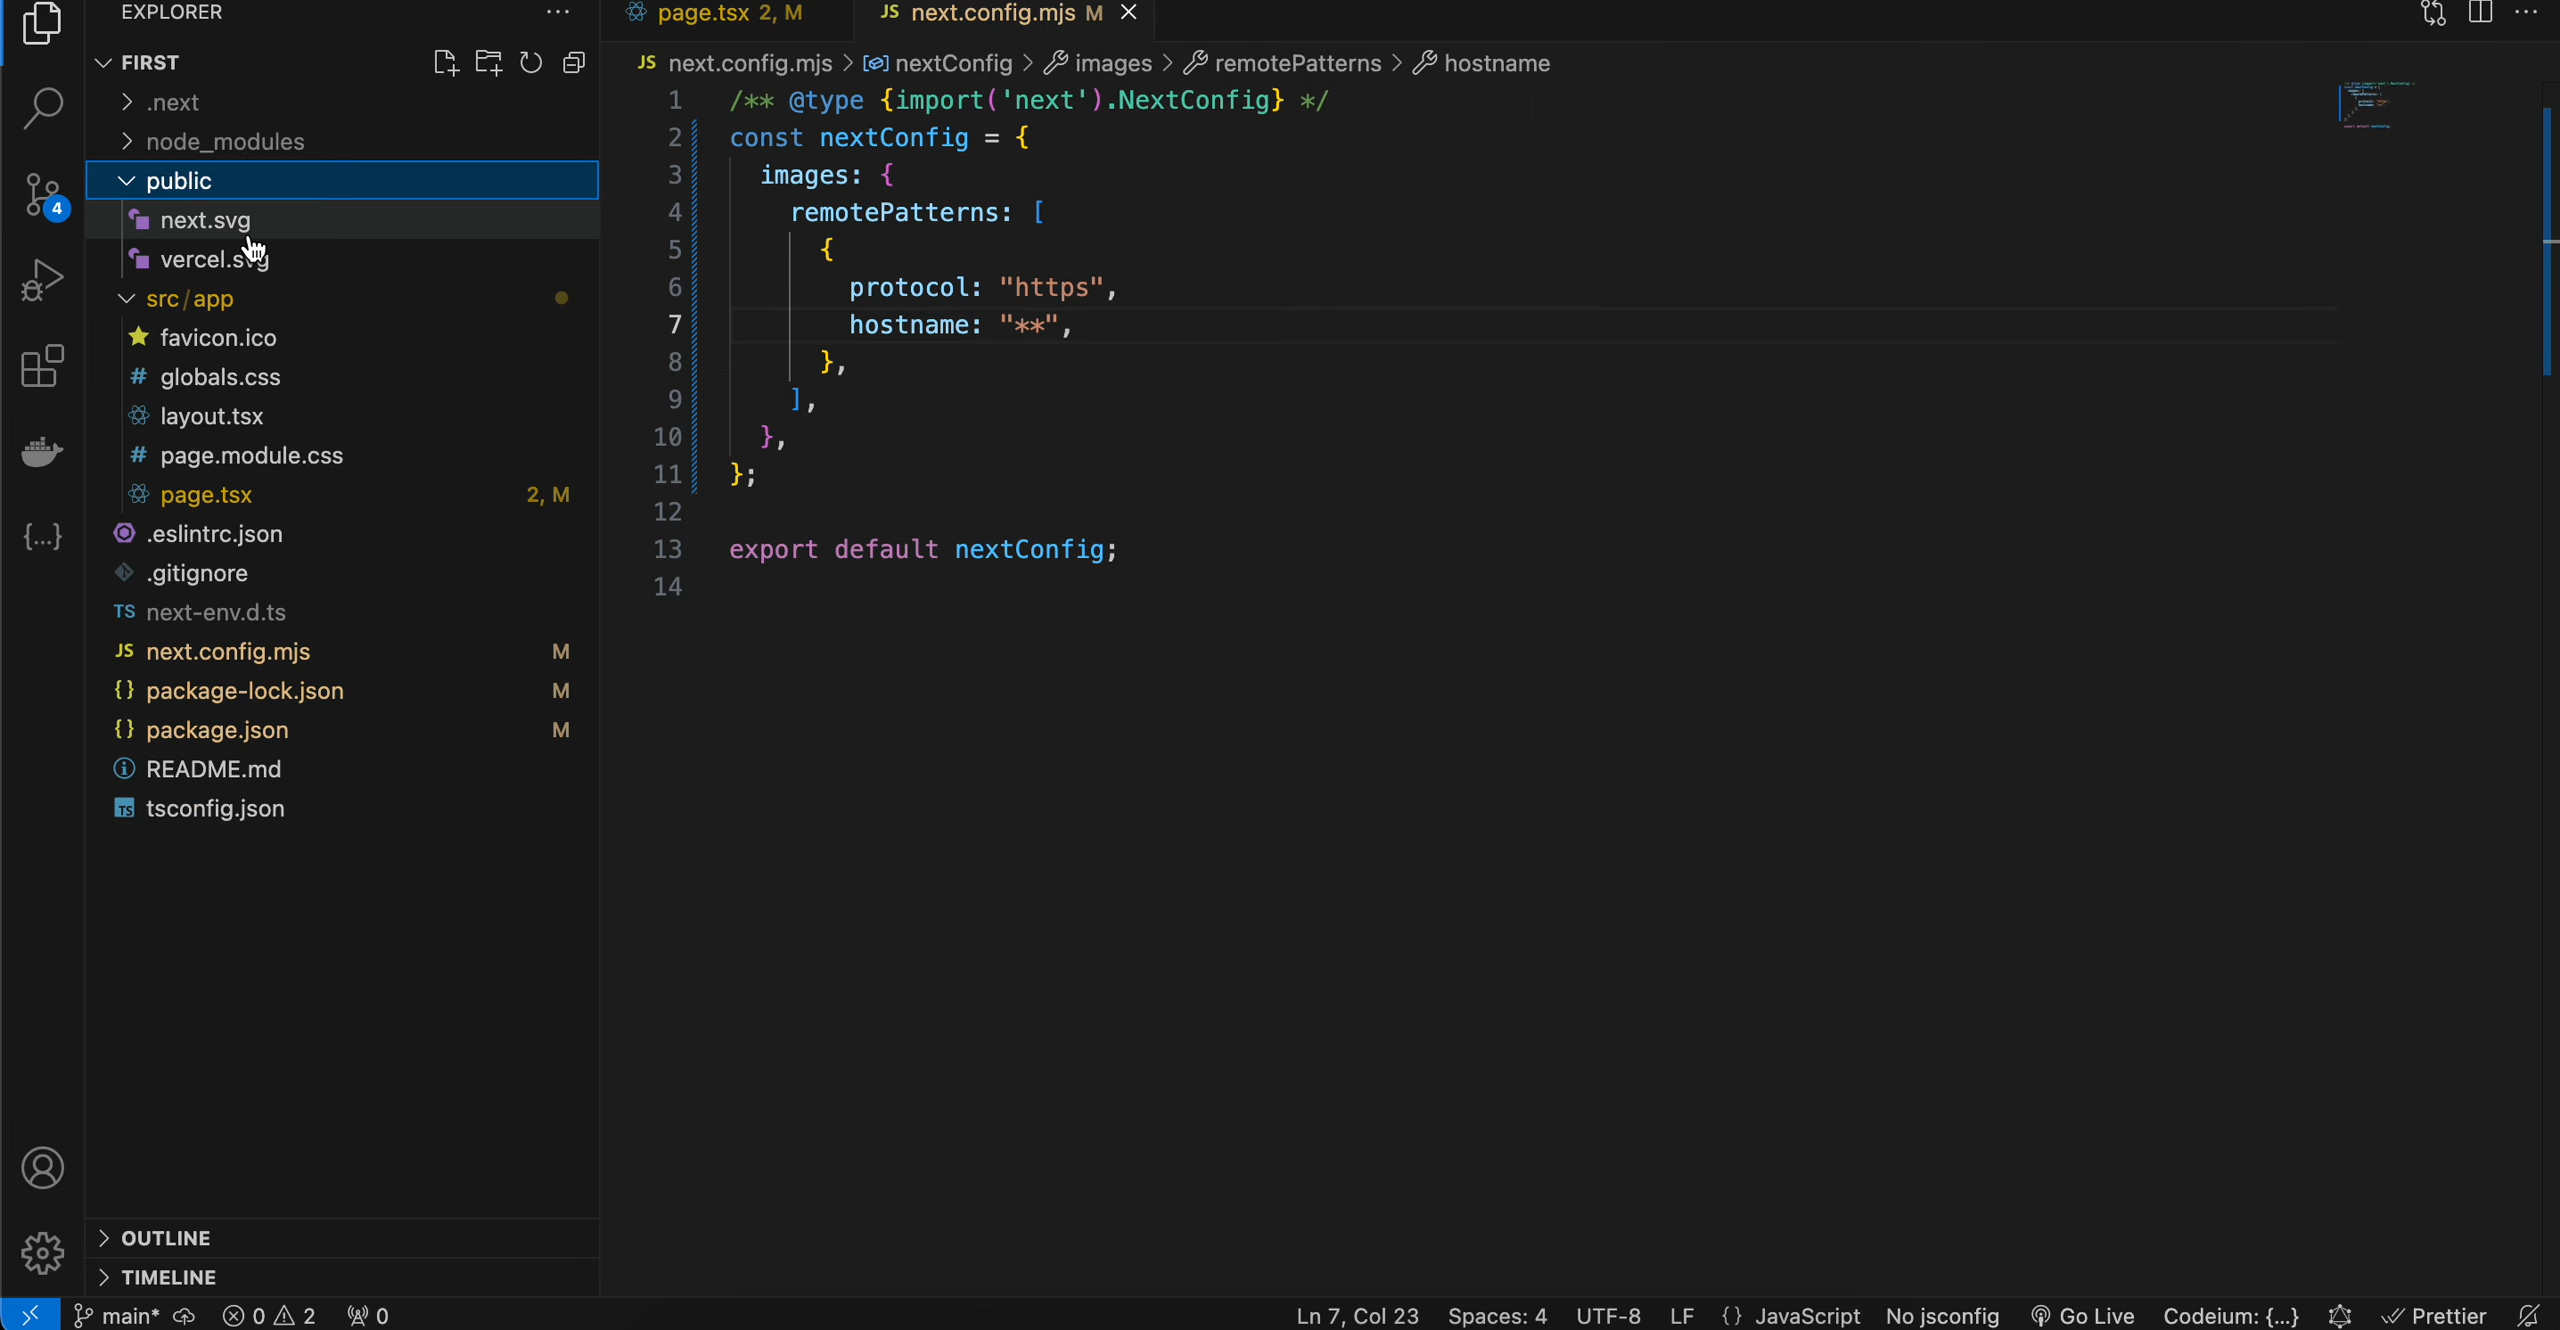 EXPLORER
FIRST
.next
node_modules
public
next.svg
vercel.svg
src/app
favicon.ico
globals.css
layout.tsx
page.module.css
page.tsx 2, M
.eslintrc.json
.gitignore
TS next-env.d.ts
JS next.config.mjs M
{} package-lock.json M
{} package.json M
README.md
TS tsconfig.json
OUTLINE
TIMELINE
4
page.tsx 2, M
JS next.config.mjs M
JS next.config.mjs > nextConfig > images > remotePatterns > hostname
1 /** @type {import('next').NextConfig} */
2 const nextConfig = {
3 images: {
4 remotePatterns: [
5 {
6 protocol: "https",
7 hostname: "**",
8 },
9 ],
10 },
11 };
12
13 export default nextConfig;
14
main* 0 2 0 Ln 7, Col 23 Spaces: 4 UTF-8 LF {} JavaScript No jsconfig Go Live Codeium: {...} Prettier